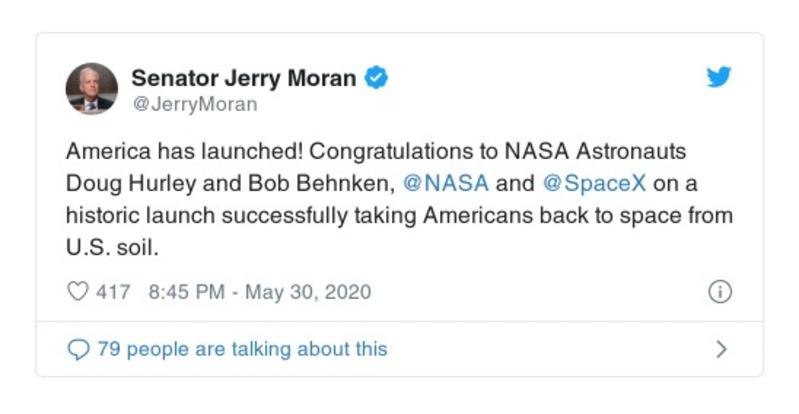 Senator Jerry Moran
@JerryMoran
America has launched! Congratulations to NASA Astronauts
Doug Hurley and Bob Behnken, @NASA and @SpaceX on a
historic launch successfully taking Americans back to space from
U.S. soil.
417 8:45 PM - May 30, 2020
79 people are talking about this